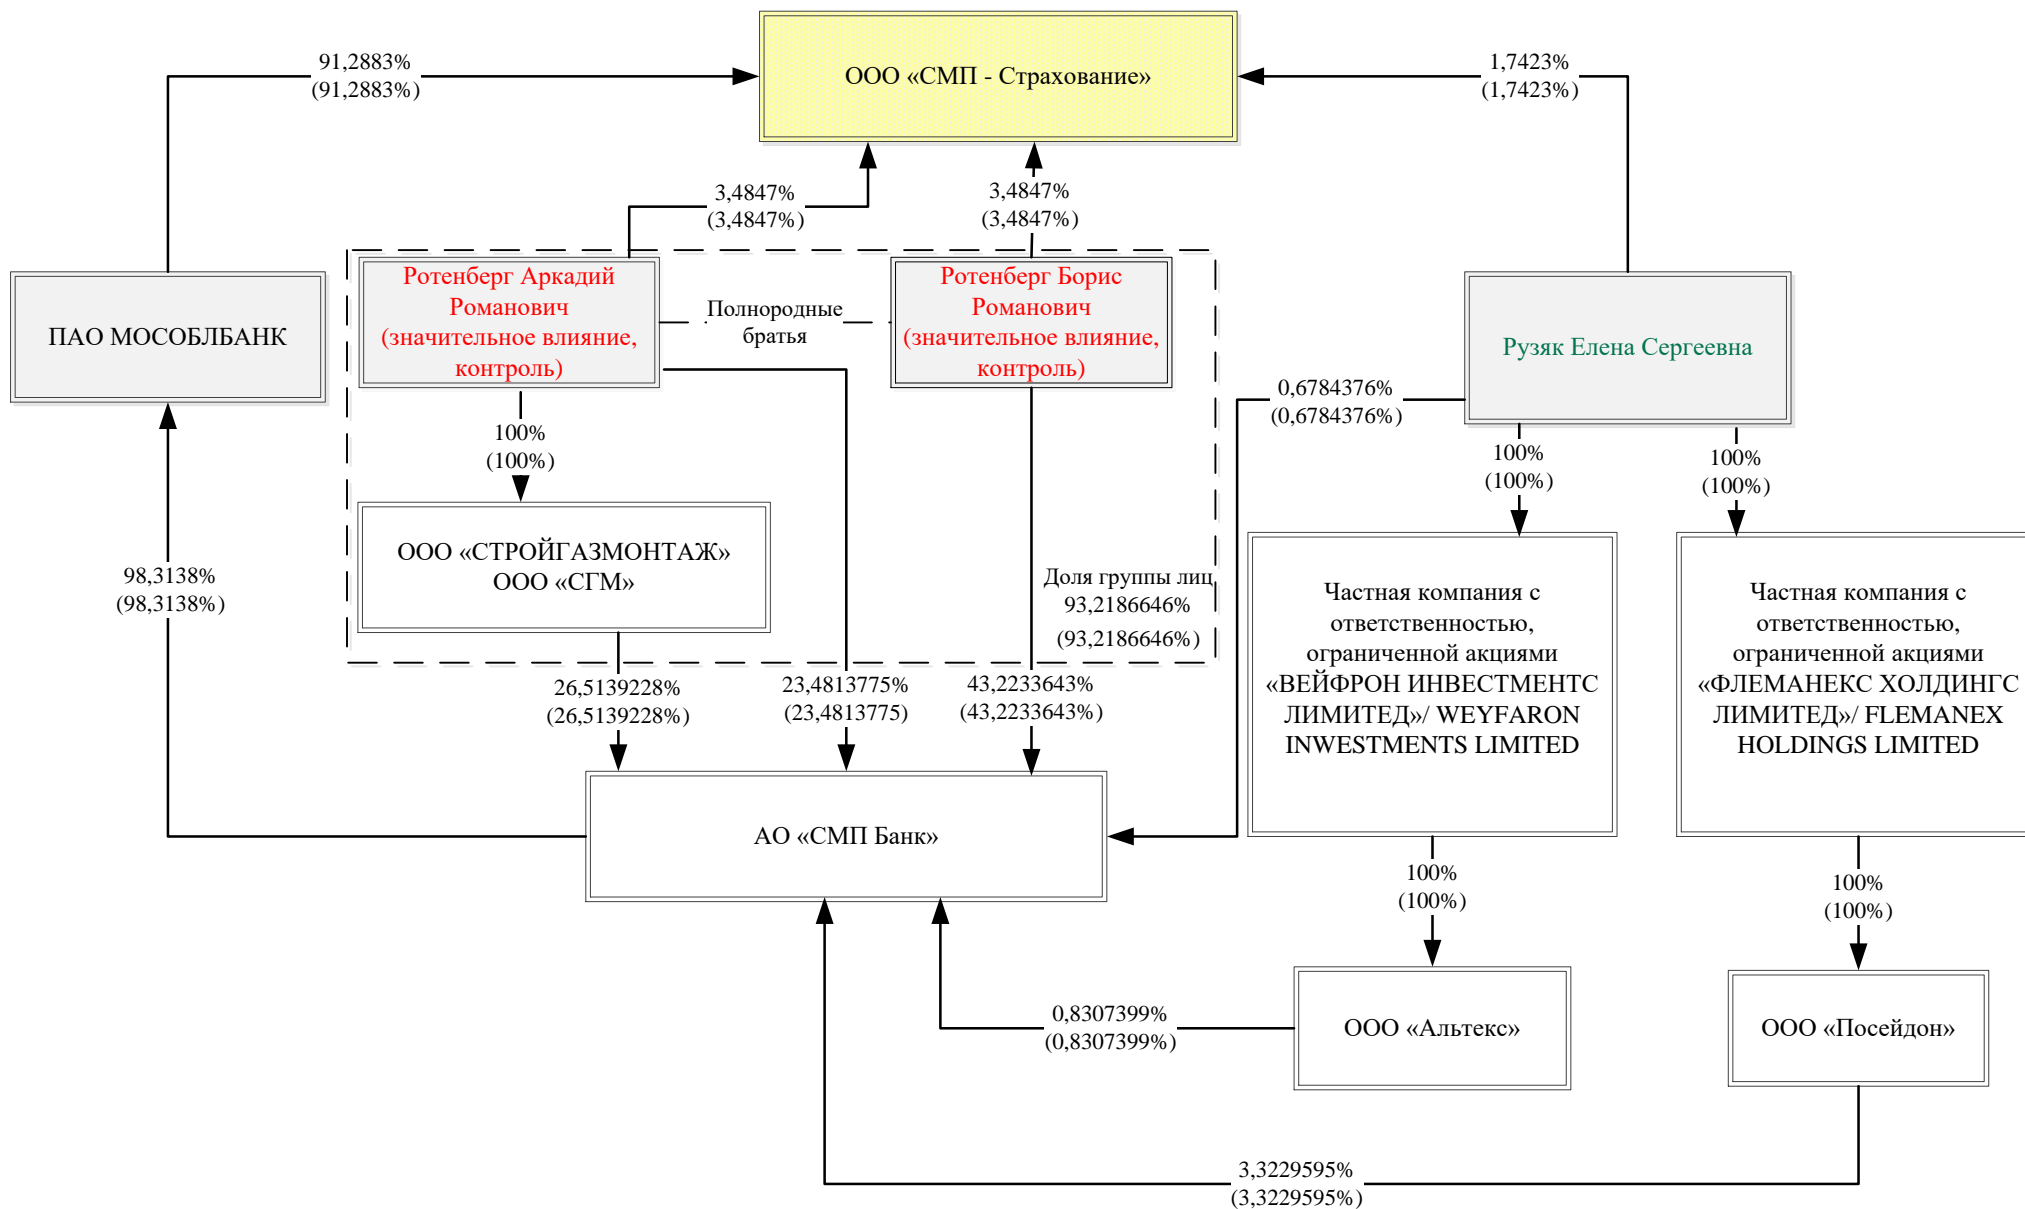 ООО «СМП - Страхование»
91,2883%
(91,2883%)
1,7423%
(1,7423%)
3,4847%
(3,4847%)
3,4847%
(3,4847%)
ПАО МОСОБЛБАНК
Ротенберг Аркадий
Романович
(значительное влияние,
контроль)
Полнородные
братья
Ротенберг Борис
Романович
(значительное влияние,
контроль)
Рузяк Елена Сергеевна
0,6784376%
(0,6784376%)
100%
(100%)
100%
(100%)
100%
(100%)
ООО «СТРОЙГАЗМОНТАЖ»
ООО «СГМ»
Доля группы лиц
93,2186646%
(93,2186646%)
98,3138%
(98,3138%)
Частная компания с
ответственностью,
ограниченной акциями
«ВЕЙФРОН ИНВЕСТМЕНТС
ЛИМИТЕД»/ WEYFARON
INWESTMENTS LIMITED
Частная компания с
ответственностью,
ограниченной акциями
«ФЛЕМАНЕКС ХОЛДИНГС
ЛИМИТЕД»/ FLEMANEX
HOLDINGS LIMITED
26,5139228%
(26,5139228%)
23,4813775%
(23,4813775)
43,2233643%
(43,2233643%)
АО «СМП Банк»
100%
(100%)
100%
(100%)
0,8307399%
(0,8307399%)
ООО «Альтекс»
ООО «Посейдон»
3,3229595%
(3,3229595%)